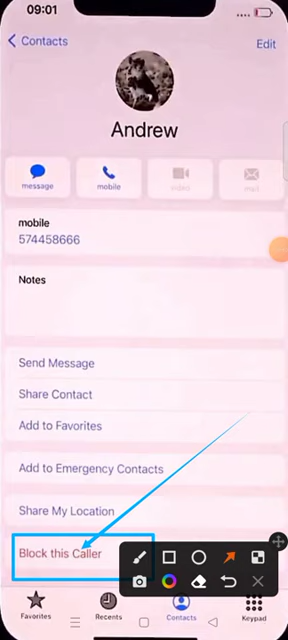 09:01
Contacts
Edit
Andrew
message
mobile
video
mail
mobile
574458666
Notes
Send Message
Share Contact
Add to Favorites
Add to Emergency Contacts
Share My Location
Block this Caller
Favorites
Recents
Contacts
Keypad